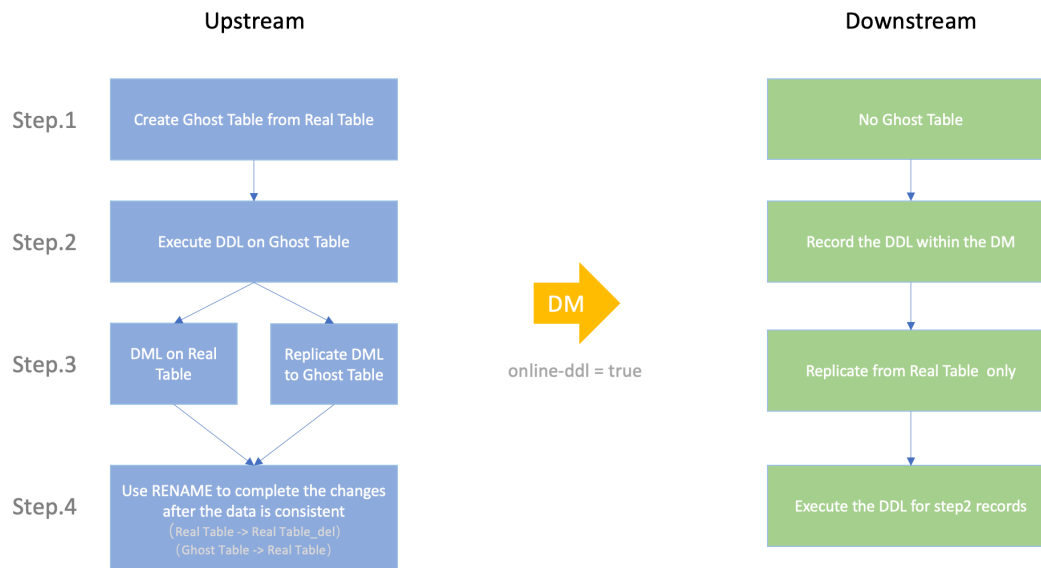 Upstream
Downstream
Step.1
Create Ghost Table from Real Table
No Ghost Table
Step.2
Execute DDL on Ghost Table
Record the DDL within the DM
DM
Step.3
DML on Real
Table
Replicate DML
to Ghost Table
online-ddl = true
Replicate from Real Table only
Step.4
Use RENAME to complete the changes
after the data is consistent
(Real Table -> Real Table_del)
(Ghost Table -> Real Table)
Execute the DDL for step2 records